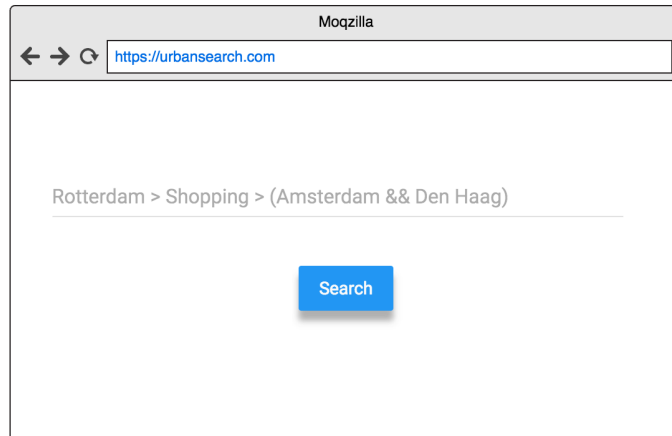 Moqzilla
https://urbansearch.com
Rotterdam > Shopping > (Amsterdam && Den Haag)
Search